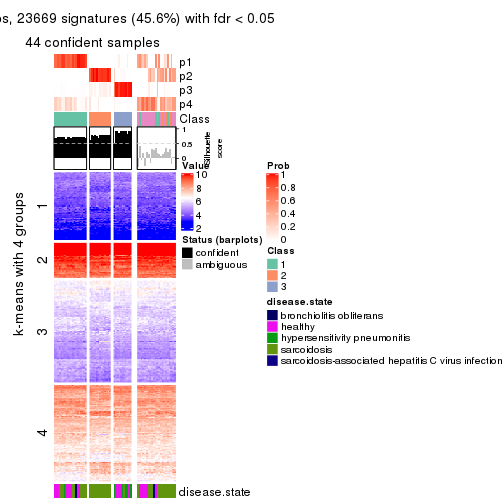 os, 23669 signatures (45.6%) with fdr < 0.05
44 confident samples
p1
p2
p3
p4
Class
1
0.5
0
Silhouette
score
k-means with 4 groups
1
2
3
4
disease.state
Value
10
8
6
4
2
Status (barplots)
confident
ambiguous
Prob
1
0.8
0.6
0.4
0.2
0
Class
1
2
3
disease.state
bronchiolitis obliterans
healthy
hypersensitivity pneumonitis
sarcoidosis
sarcoidosis-associated hepatitis C virus infection